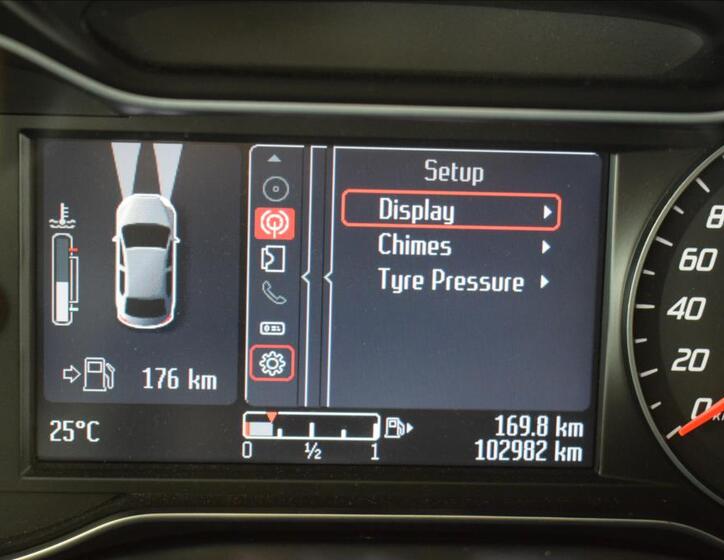 Setup
Display
Chimes
Tyre Pressure
176 km
25°C
0 ½ 1
169.8 km
102982 km
80
60
40
20
0